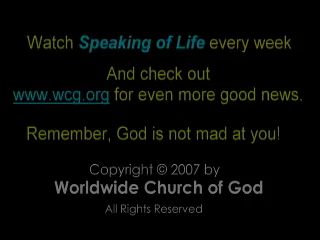 Watch Speaking of Life every week
And check out
www.wcg.org for even more good news.
Remember, God is not mad at you!
Copyright © 2007 by
Worldwide Church of God
All Rights Reserved